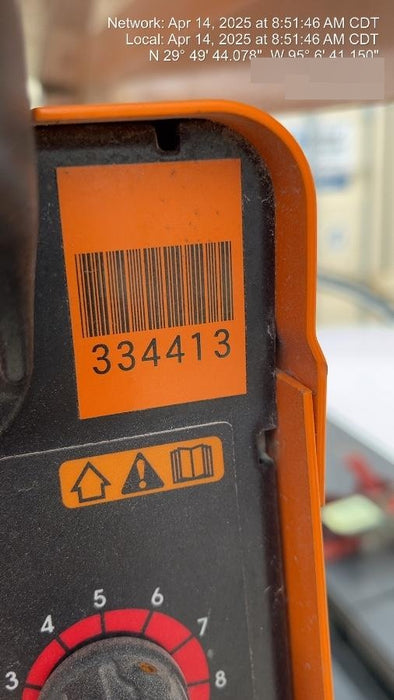 Network: Apr 14, 2025 at 8:51:46 AM CDT
Local: Apr 14, 2025 at 8:51:46 AM CDT
N 29° 49' 44.078", W 95° 6' 41.150"
334413
3 4 5 6 7 8